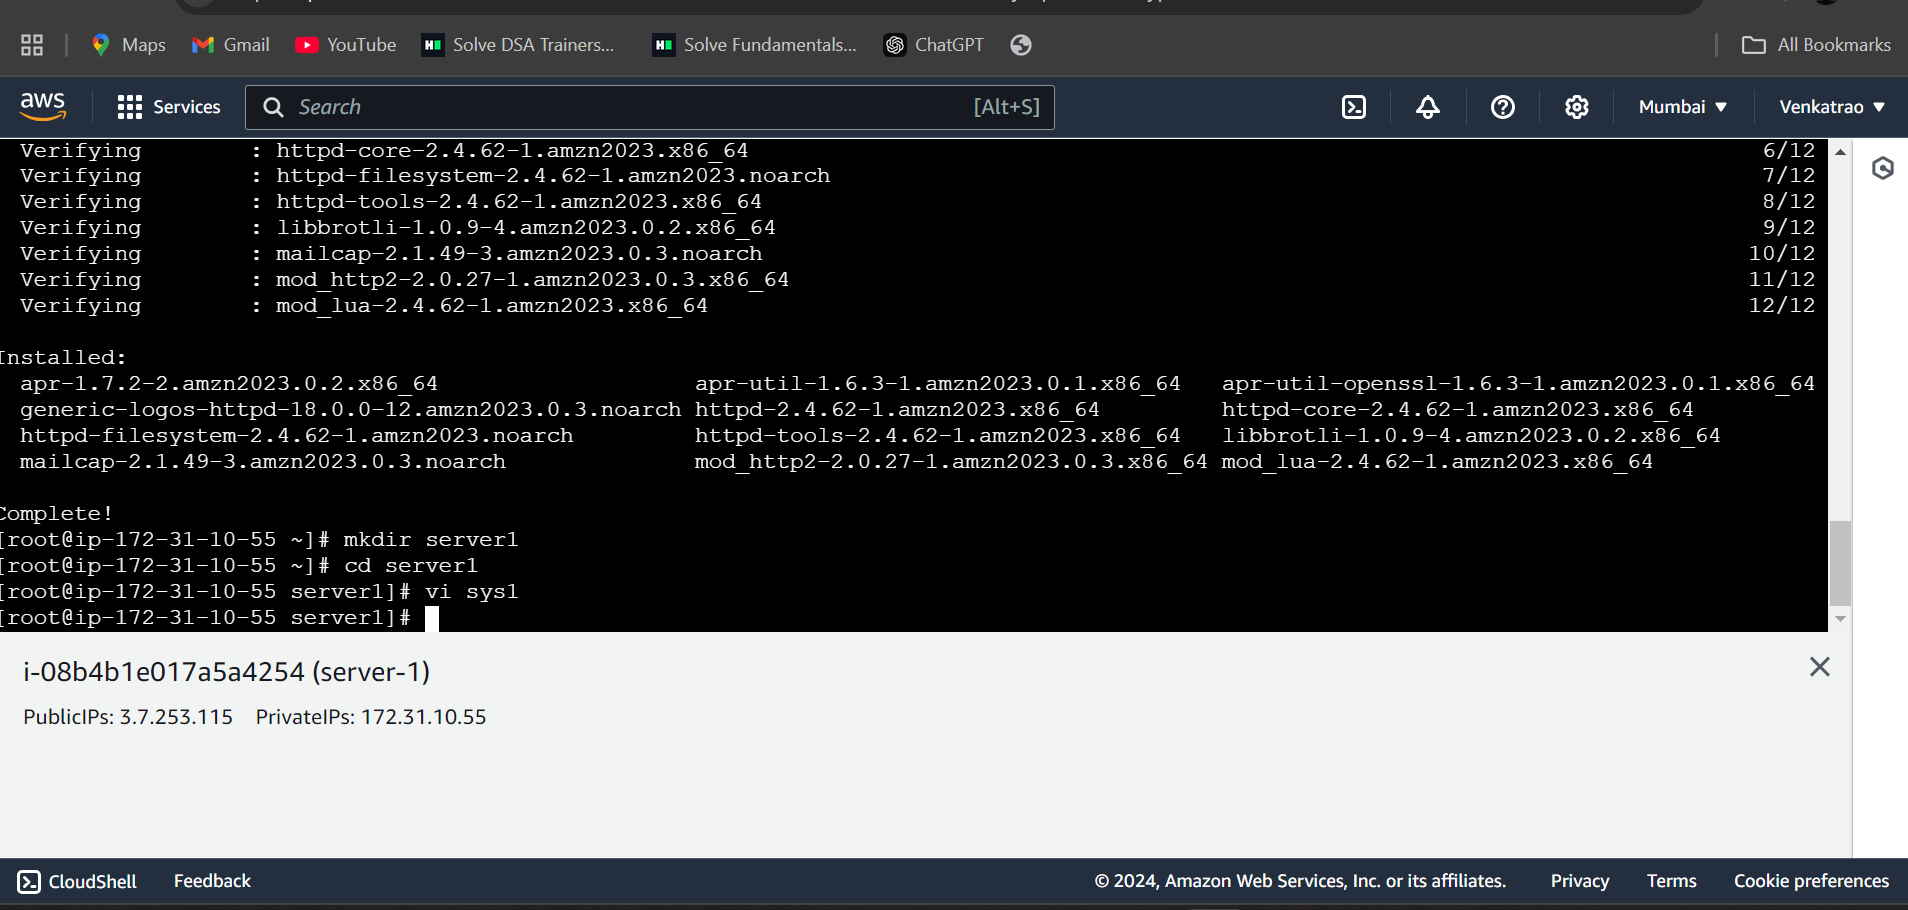 Maps Gmail YouTube Solve DSA Trainers... Solve Fundamentals... ChatGPT All Bookmarks
aws Services Search [Alt+S] Mumbai ▼ Venkatrao ▼
Verifying : httpd-core-2.4.62-1.amzn2023.x86_64 6/12
Verifying : httpd-filesystem-2.4.62-1.amzn2023.noarch 7/12
Verifying : httpd-tools-2.4.62-1.amzn2023.x86_64 8/12
Verifying : libbrotli-1.0.9-4.amzn2023.0.2.x86_64 9/12
Verifying : mailcap-2.1.49-3.amzn2023.0.3.noarch 10/12
Verifying : mod_http2-2.0.27-1.amzn2023.0.3.x86_64 11/12
Verifying : mod_lua-2.4.62-1.amzn2023.x86_64 12/12
Installed:
apr-1.7.2-2.amzn2023.0.2.x86_64 apr-util-1.6.3-1.amzn2023.0.1.x86_64 apr-util-openssl-1.6.3-1.amzn2023.0.1.x86_64
generic-logos-httpd-18.0.0-12.amzn2023.0.3.noarch httpd-2.4.62-1.amzn2023.x86_64 httpd-core-2.4.62-1.amzn2023.x86_64
httpd-filesystem-2.4.62-1.amzn2023.noarch httpd-tools-2.4.62-1.amzn2023.x86_64 libbrotli-1.0.9-4.amzn2023.0.2.x86_64
mailcap-2.1.49-3.amzn2023.0.3.noarch mod_http2-2.0.27-1.amzn2023.0.3.x86_64 mod_lua-2.4.62-1.amzn2023.x86_64
Complete!
[root@ip-172-31-10-55 ~]# mkdir server1
[root@ip-172-31-10-55 ~]# cd server1
[root@ip-172-31-10-55 server1]# vi sys1
[root@ip-172-31-10-55 server1]#
i-08b4b1e017a5a4254 (server-1)
PublicIPs: 3.7.253.115 PrivateIPs: 172.31.10.55
CloudShell Feedback © 2024, Amazon Web Services, Inc. or its affiliates. Privacy Terms Cookie preferences